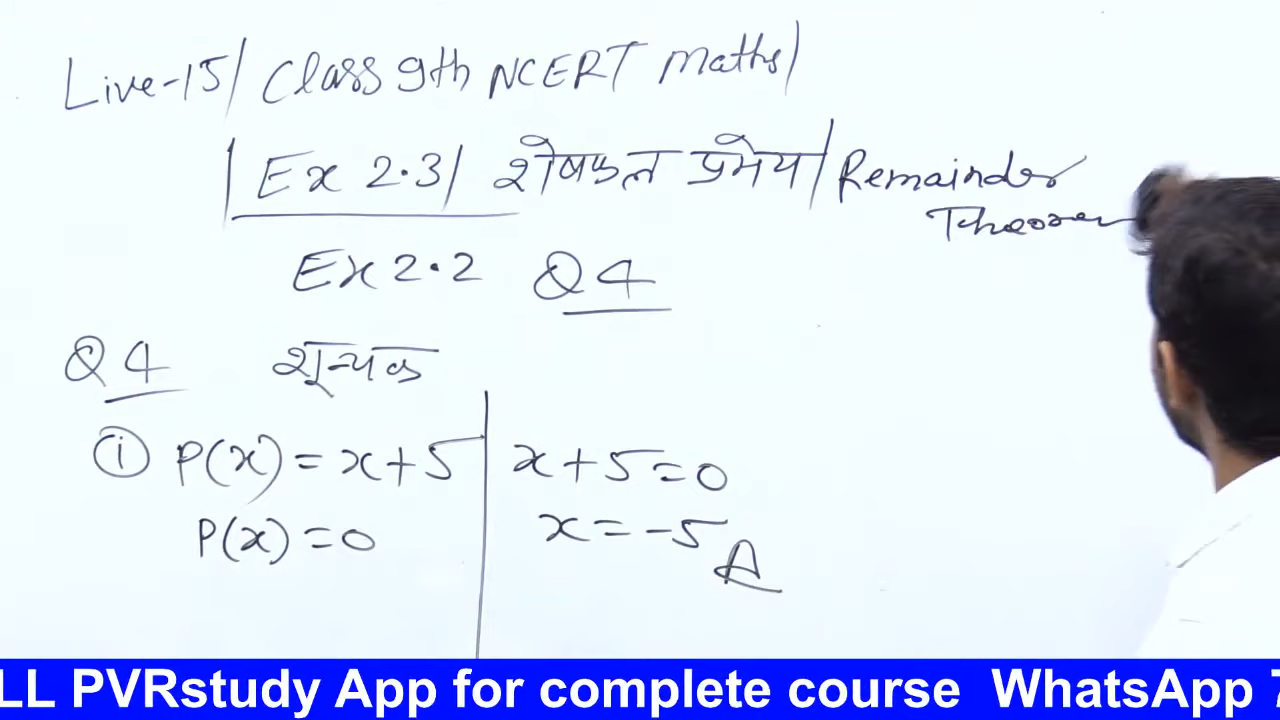 Live-15/ Class 9th NCERT Maths/
/ Ex 2.3/ शेषफल प्रमेय / Remainder
Theorem
Ex 2.2 Q4
Q4 शून्यक
i P(x) = x+5 x+5=0
P(x) = 0 x = -5 A
LL PVRstudy App for complete course WhatsApp 7